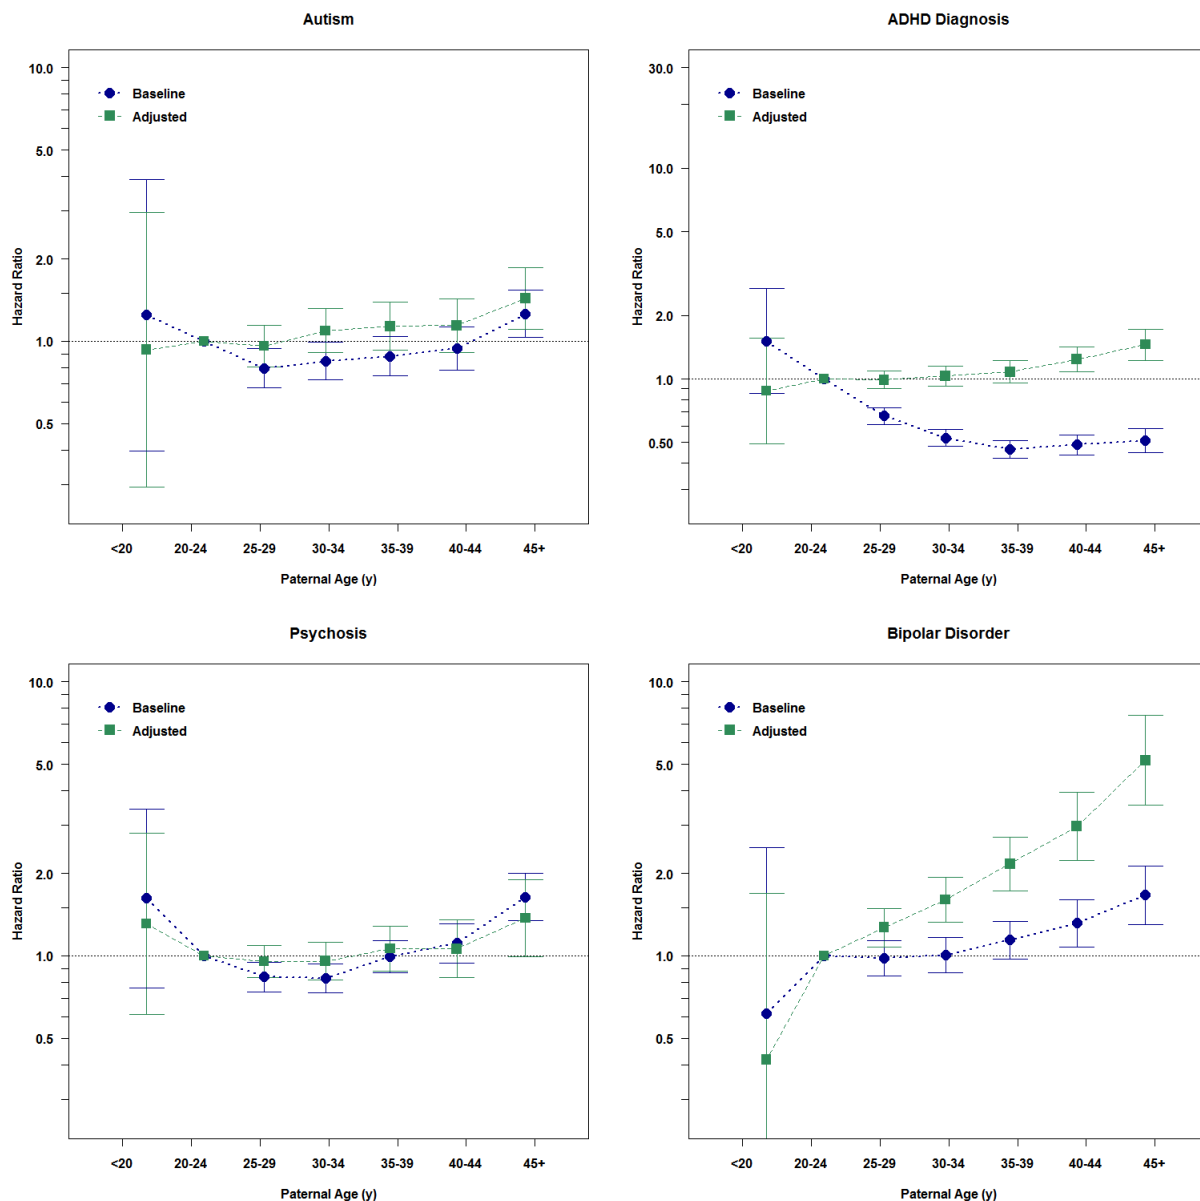 Autism
10.0
5.0
2.0
1.0
0.5
Hazard Ratio
Baseline
Adjusted
<20 20-24 25-29 30-34 35-39 40-44 45+
Paternal Age (y)
ADHD Diagnosis
30.0
10.0
5.0
2.0
1.0
0.50
Hazard Ratio
Baseline
Adjusted
<20 20-24 25-29 30-34 35-39 40-44 45+
Paternal Age (y)
Psychosis
10.0
5.0
2.0
1.0
0.5
Hazard Ratio
Baseline
Adjusted
<20 20-24 25-29 30-34 35-39 40-44 45+
Paternal Age (y)
Bipolar Disorder
10.0
5.0
2.0
1.0
0.5
Hazard Ratio
Baseline
Adjusted
<20 20-24 25-29 30-34 35-39 40-44 45+
Paternal Age (y)